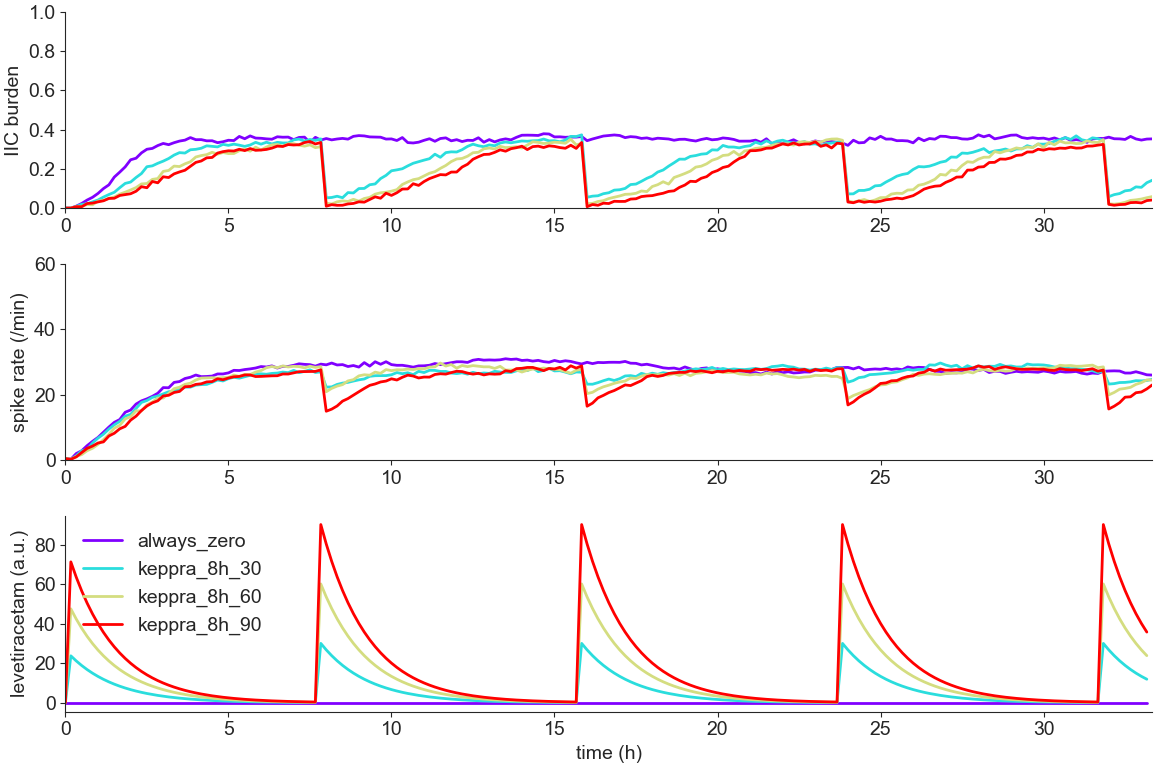 IIC burden
1.0
0.8
0.6
0.4
0.2
0.0
0 5 10 15 20 25 30
spike rate (/min)
60
40
20
0
0 5 10 15 20 25 30
levetiracetam (a.u.)
80
60
40
20
0
always_zero
keppra_8h_30
keppra_8h_60
keppra_8h_90
0 5 10 15 20 25 30
time (h)